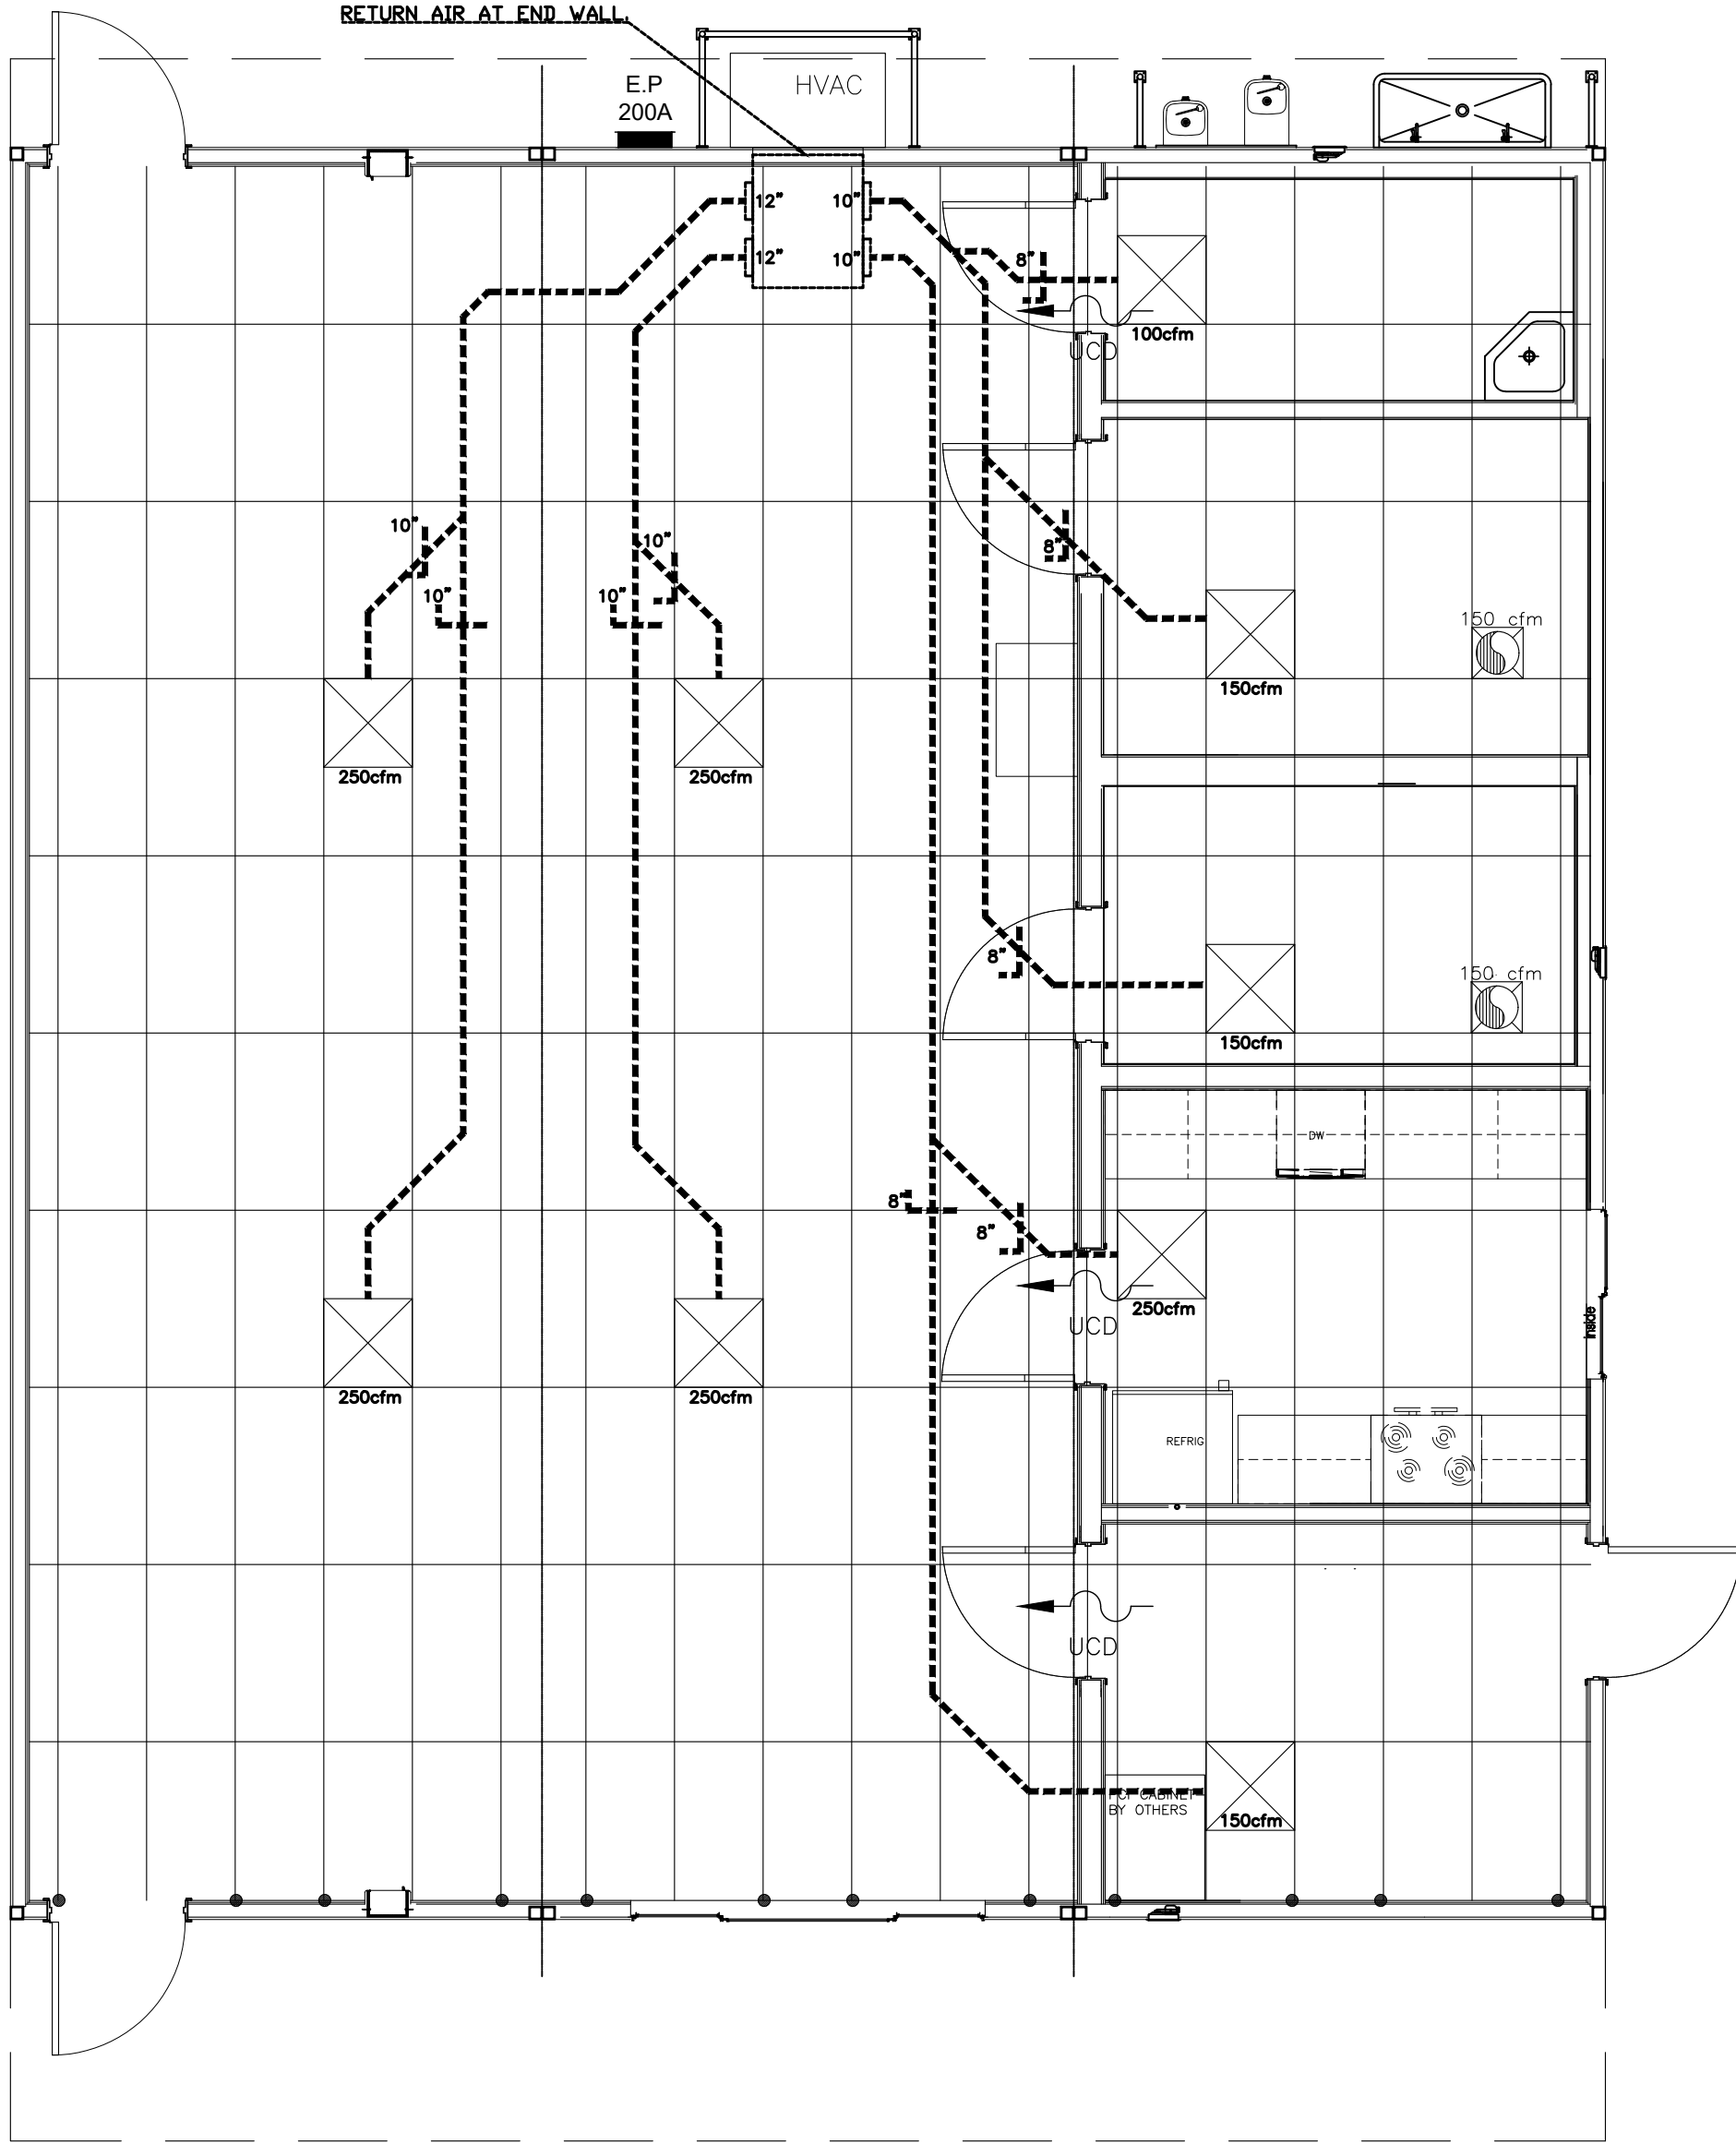 RETURN AIR AT END WALL.
E.P
200A
HVAC
12"
10"
12"
10"
8"
100cfm
UCD
10"
10"
8"
10"
10"
150 cfm
150cfm
250cfm
250cfm
8"
150 cfm
150cfm
DW
8"
8"
250cfm
inside
UCD
250cfm
250cfm
REFRIG
UCD
CABINET
BY OTHERS
150cfm